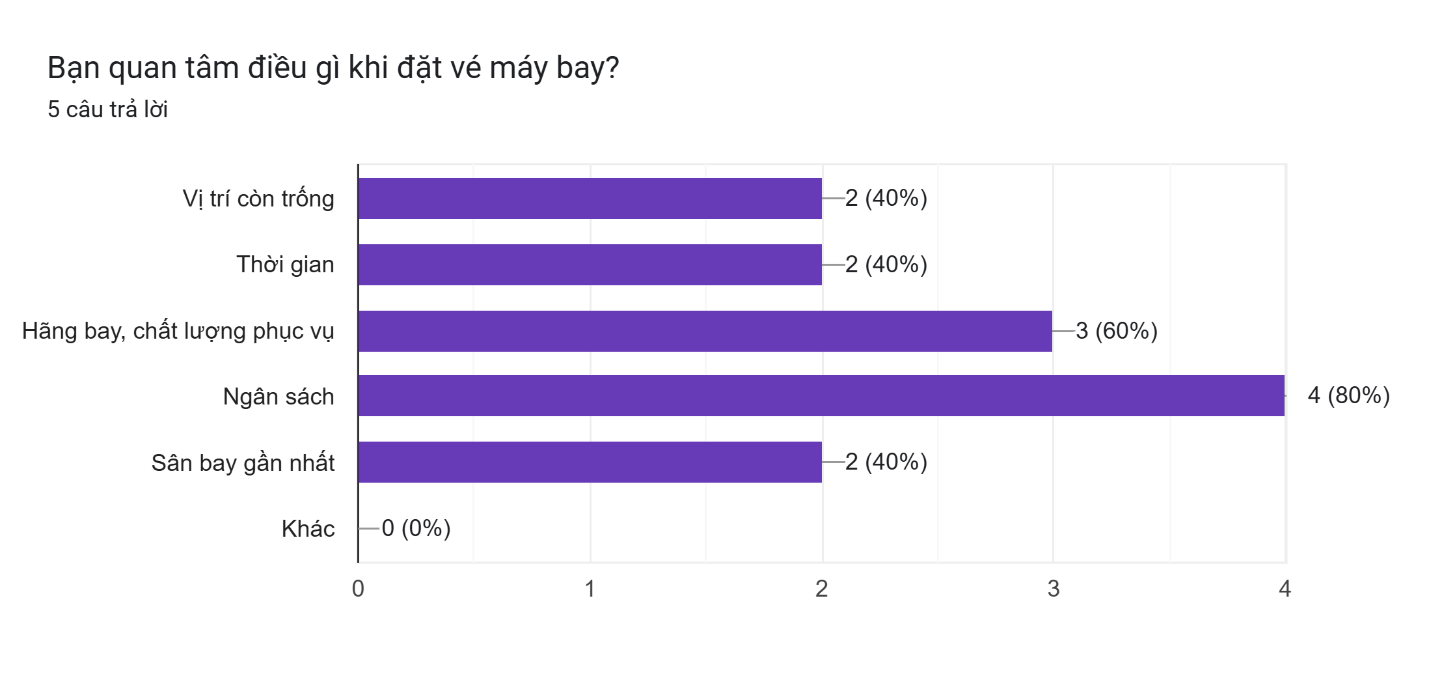 Bạn quan tâm điều gì khi đặt vé máy bay?
5 câu trả lời
Vị trí còn trống 2 (40%)
Thời gian 2 (40%)
Hãng bay, chất lượng phục vụ 3 (60%)
Ngân sách 4 (80%)
Sân bay gần nhất 2 (40%)
Khác 0 (0%)
0 1 2 3 4